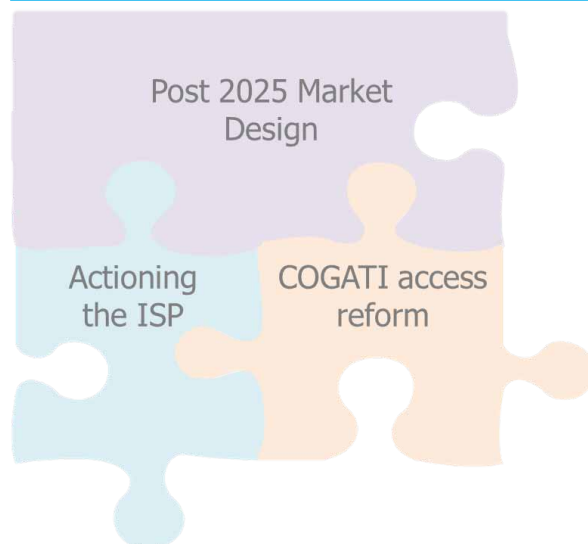 Post 2025 Market
Design
Actioning
the ISP
COGATI access
reform